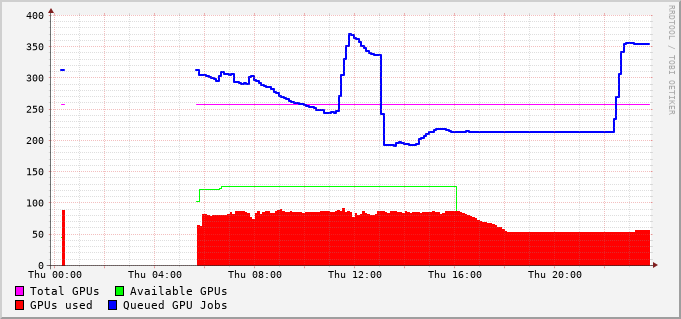 RRDTOOL / TOBI OETIKER
400
350
300
250
200
150
100
50
0
Thu 00:00 Thu 04:00 Thu 08:00 Thu 12:00 Thu 16:00 Thu 20:00
Total GPUs Available GPUs
GPUs used Queued GPU Jobs